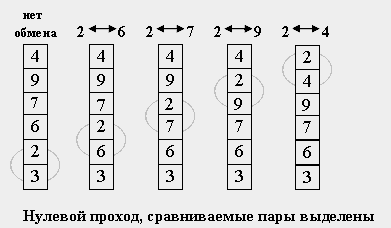 нет
обмена 2 ↔ 6 2 ↔ 7 2 ↔ 9 2 ↔ 4
4 4 4 4 2
9 9 9 2 4
7 7 2 9 9
6 2 7 7 7
2 6 6 6 6
3 3 3 3 3
Нулевой проход, сравниваемые пары выделены